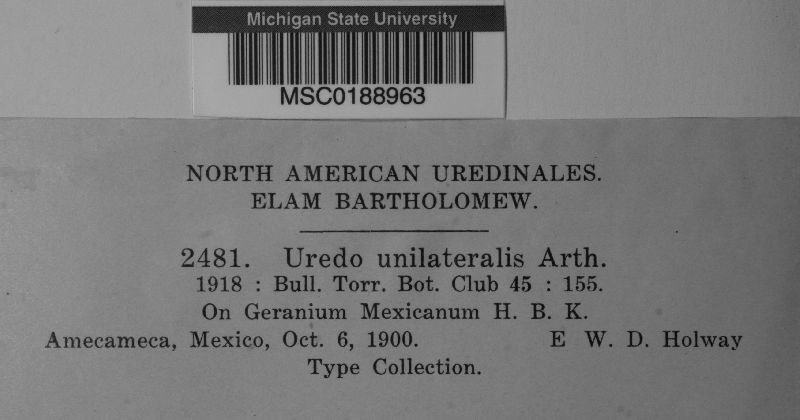 Michigan State University
MSC0188963
NORTH AMERICAN UREDINALES.
ELAM BARTHOLOMEW.
2481. Uredo unilateralis Arth.
1918 : Bull. Torr. Bot. Club 45 : 155.
On Geranium Mexicanum H. B. K.
Amecameca, Mexico, Oct. 6, 1900. E W. D. Holway
Type Collection.